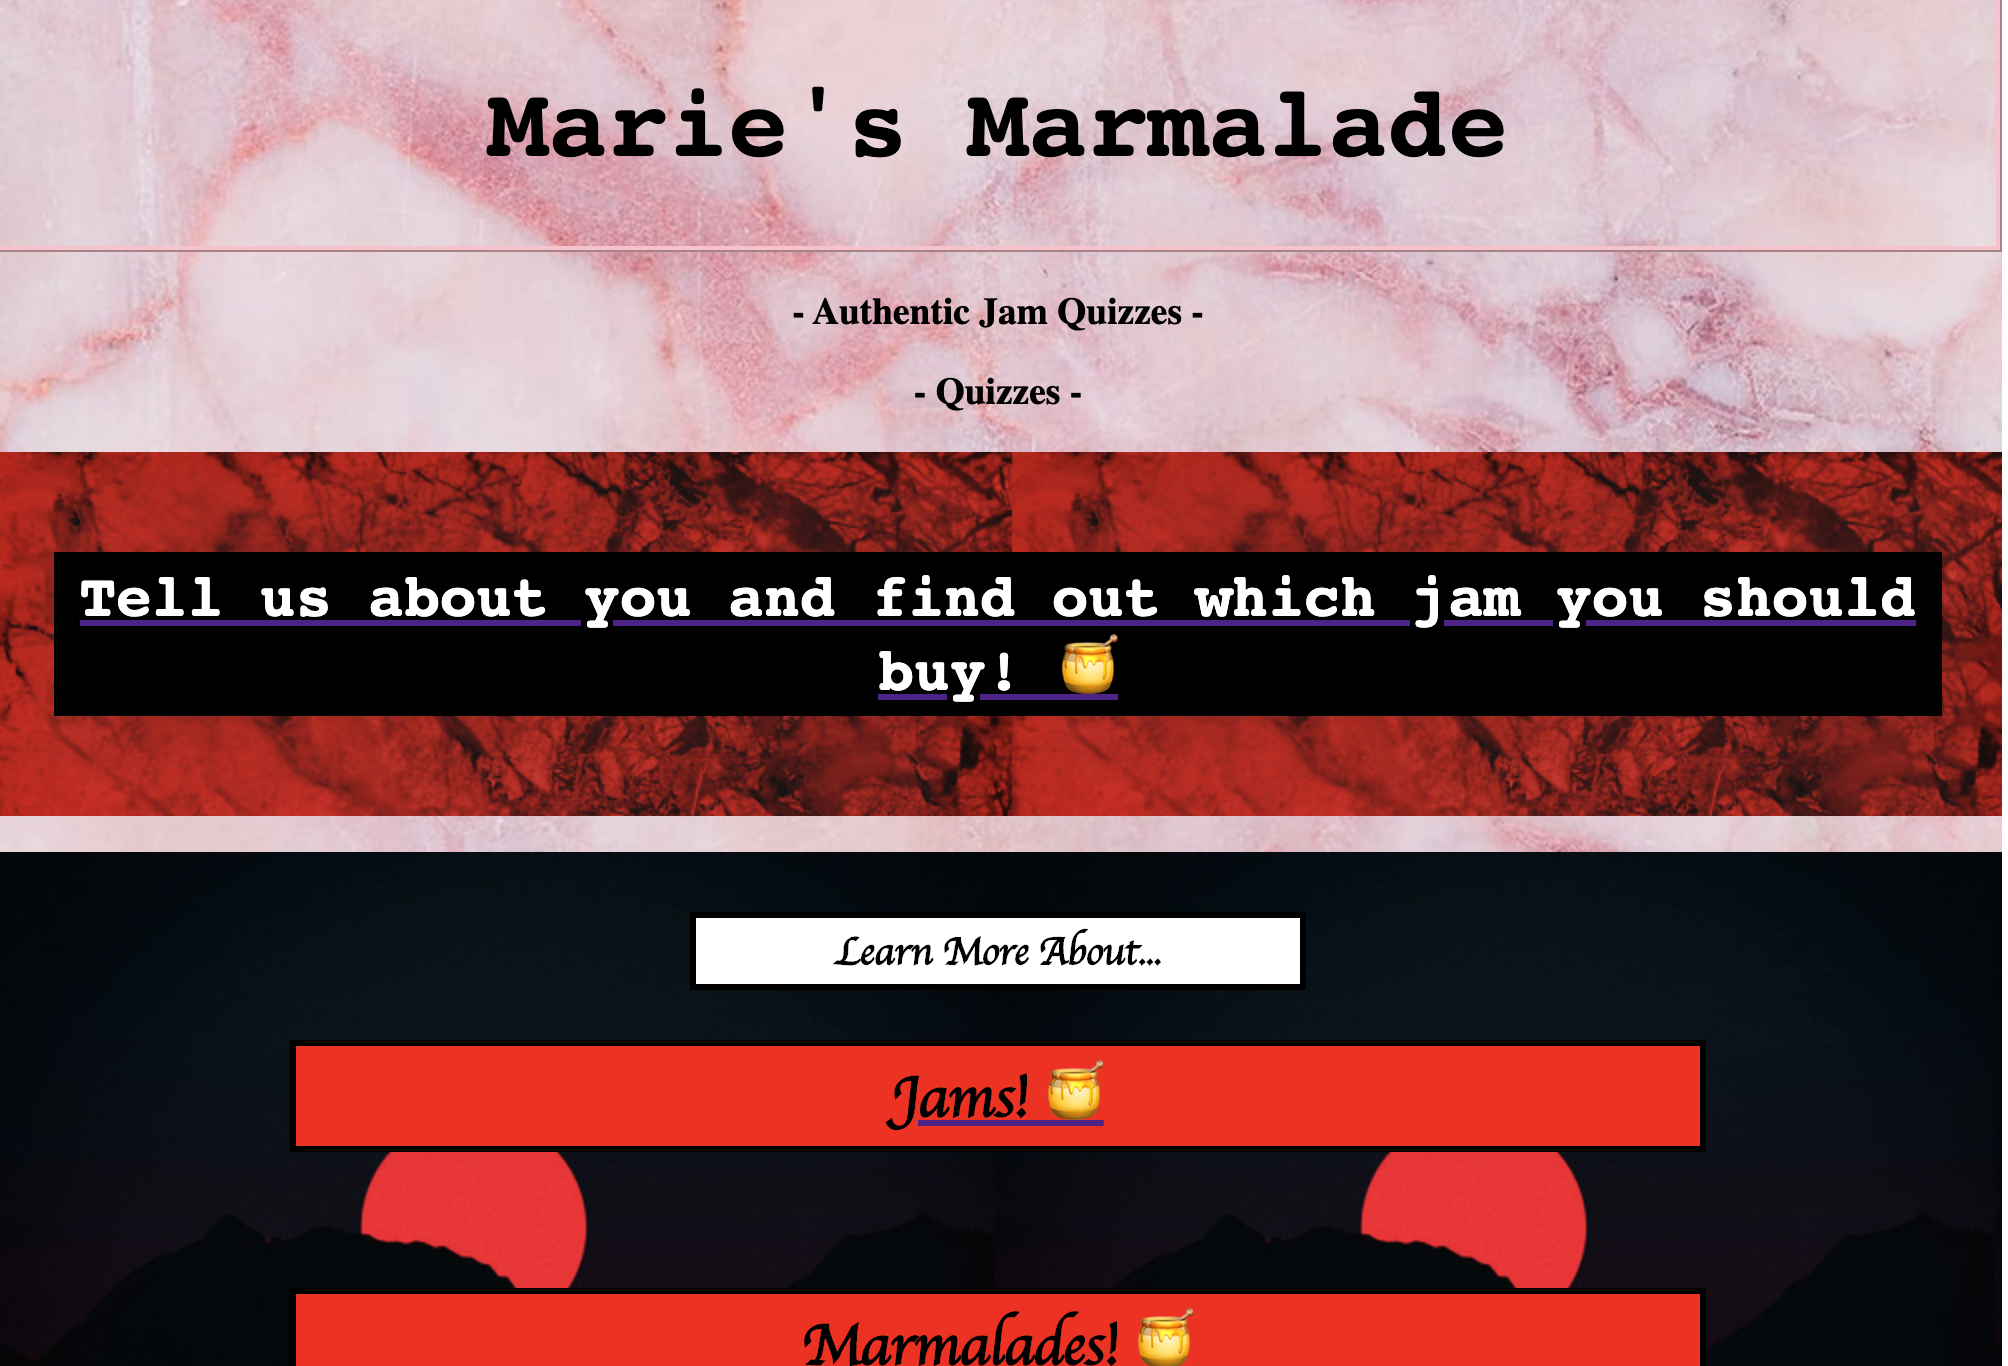 Marie's Marmalade
- Authentic Jam Quizzes -
- Quizzes -
Tell us about you and find out which jam you should
buy! 🍯
Learn More About...
Jams! 🍯
Marmalades! 🍯